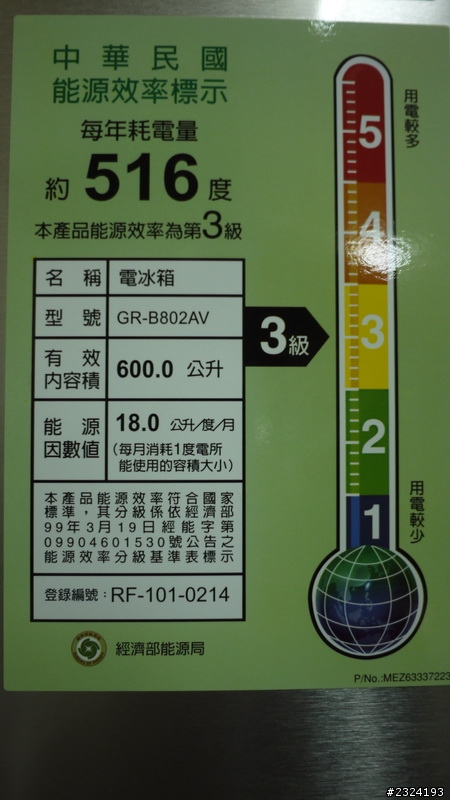 中華民國
能源效率標示
每年耗電量
約 516 度
本產品能源效率為第3級
名稱 電冰箱
型號 GR-B802AV
有效內容積 600.0 公升
能源因數值 18.0 公升/度/月
(每月消耗1度電所
能使用的容積大小)
本產品能源效率符合國家
標準，其分級係依經濟部
99年3月19日經能字第
09904601530號公告之
能源效率分級基準表標示
登錄編號：RF-101-0214
經濟部能源局
用電較多
5
4
3
3級
2
1
用電較少
P/No.:MEZ63337223
#2324193